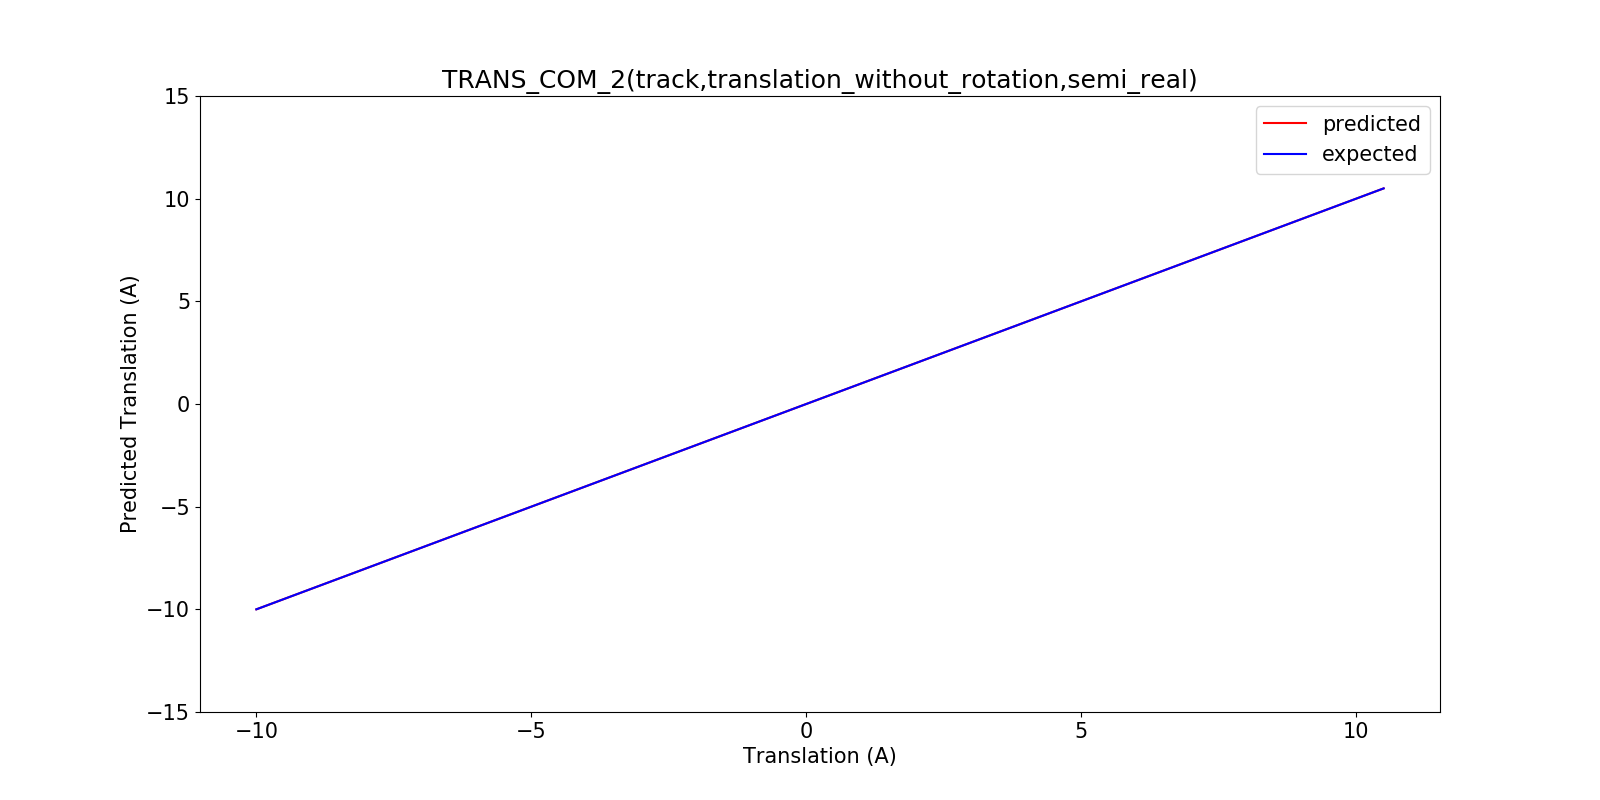 TRANS_COM_2(track,translation_without_rotation,semi_real)
15
10
5
0
−5
−10
−15
Predicted Translation (A)
predicted
expected
−10
−5
0
5
10
Translation (A)